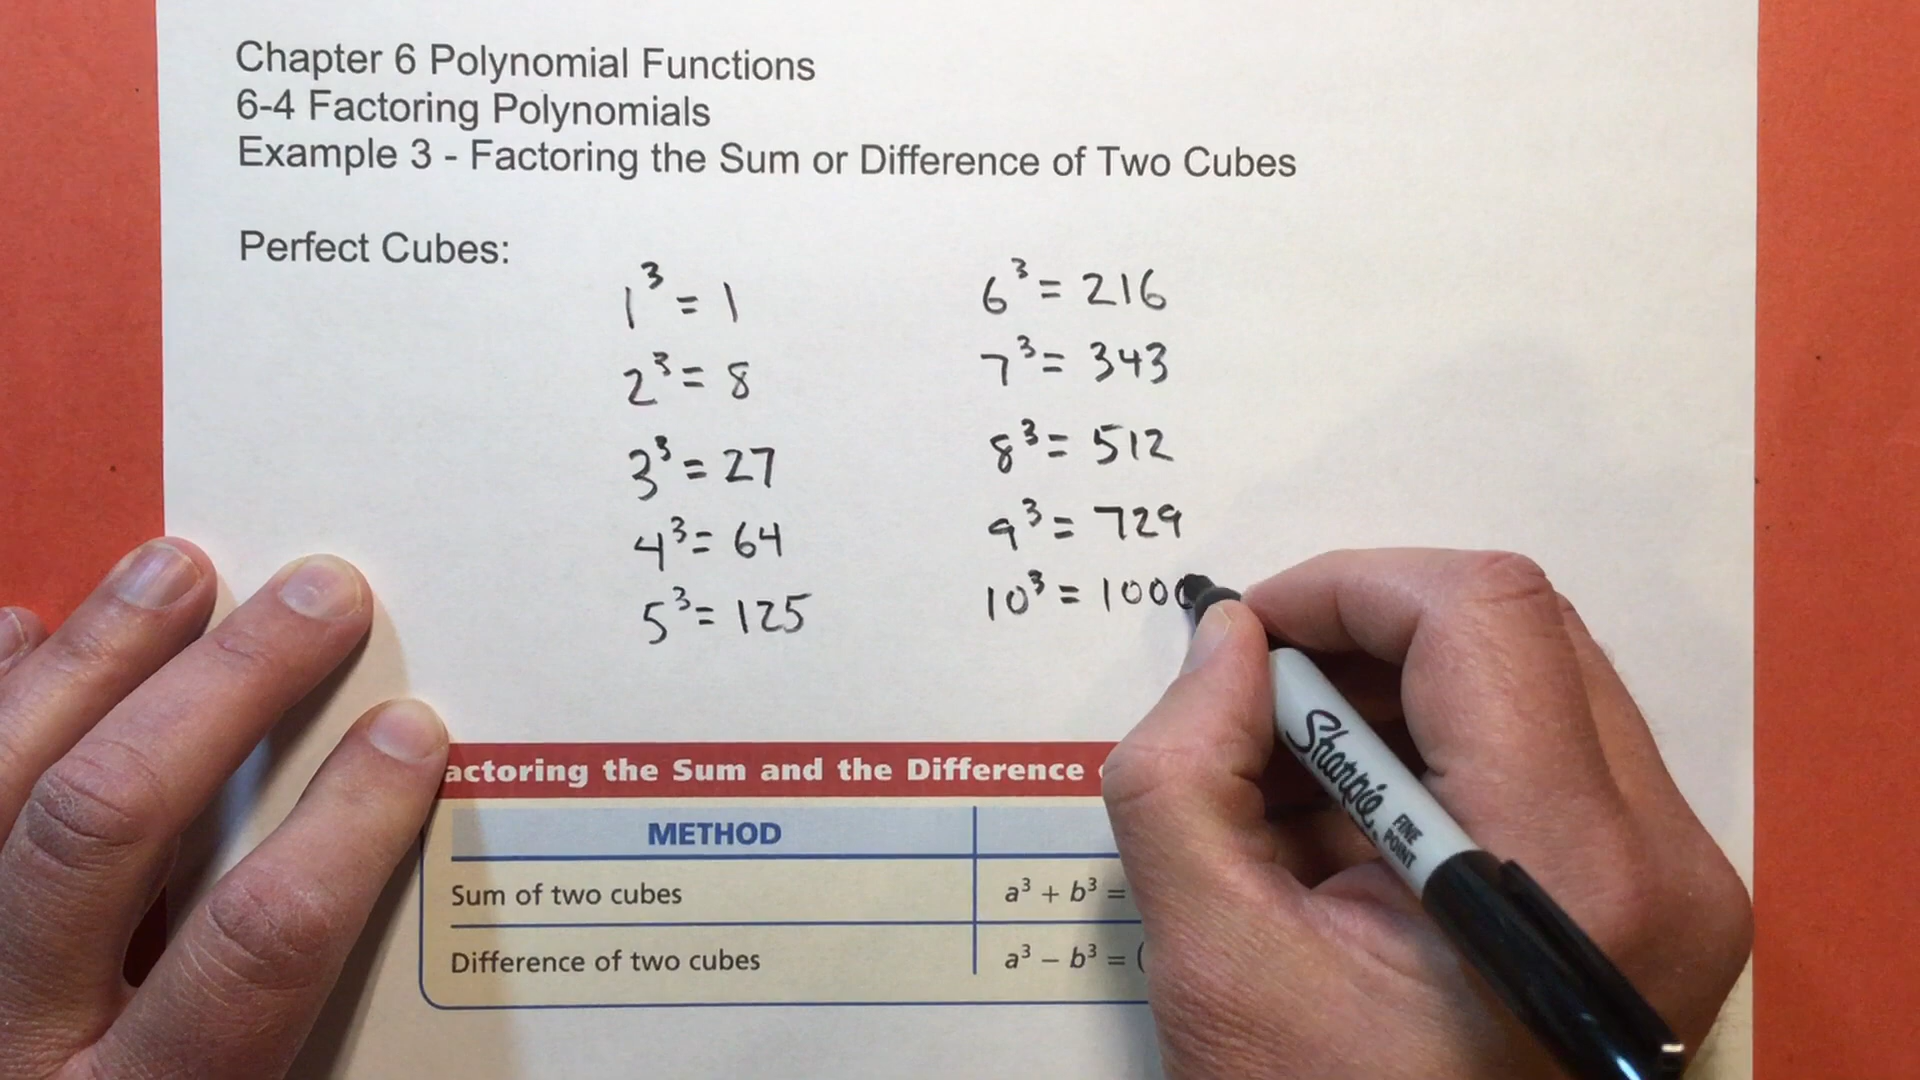 Chapter 6 Polynomial Functions
6-4 Factoring Polynomials
Example 3 - Factoring the Sum or Difference of Two Cubes
Perfect Cubes:
1³ = 1
2³ = 8
3³ = 27
4³ = 64
5³ = 125
6³ = 216
7³ = 343
8³ = 512
9³ = 729
10³ = 1000
actoring the Sum and the Difference
METHOD
Sum of two cubes
a³ + b³ =
Difference of two cubes
a³ − b³ = (
Sharpie.
FINE
POINT